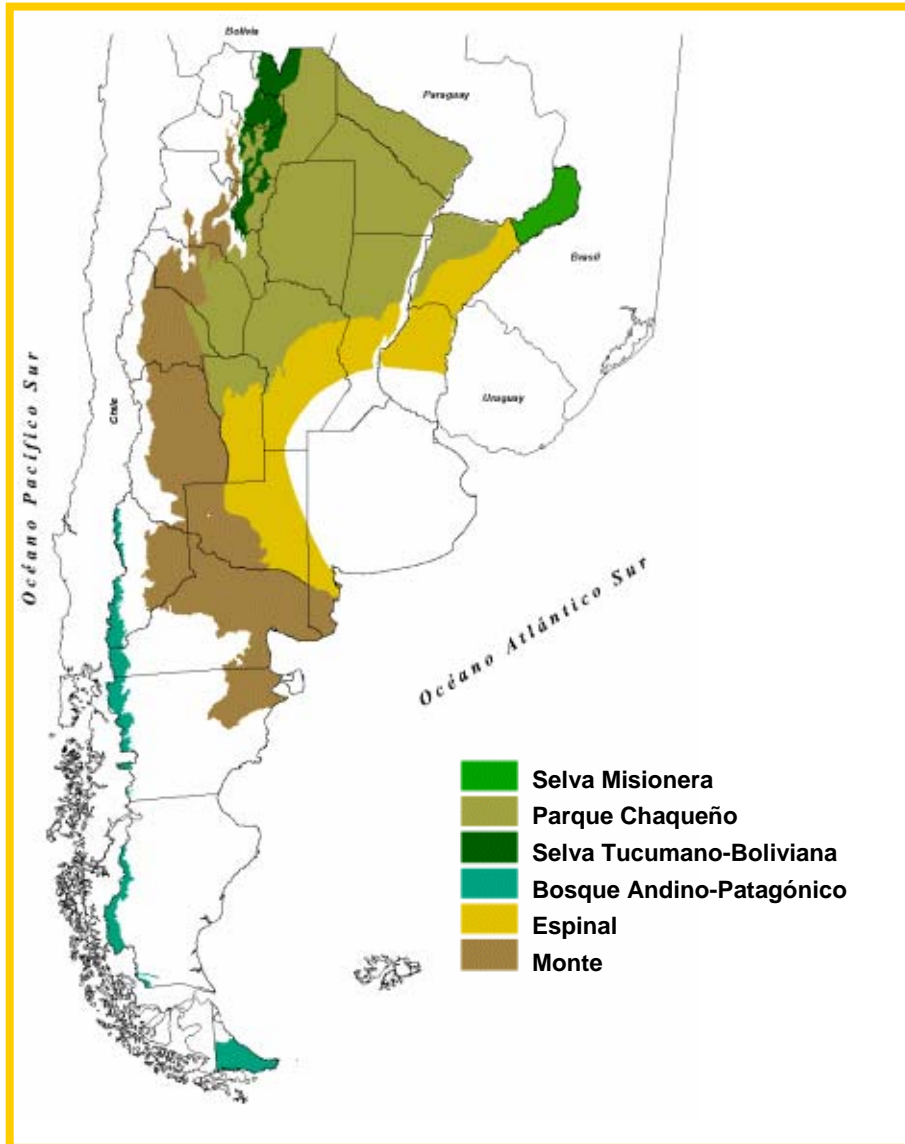 Bolivia
Paraguay
Brasil
Uruguay
Chile
Océano Pacífico Sur
Océano Atlántico Sur
Selva Misionera
Parque Chaqueño
Selva Tucumano-Boliviana
Bosque Andino-Patagónico
Espinal
Monte